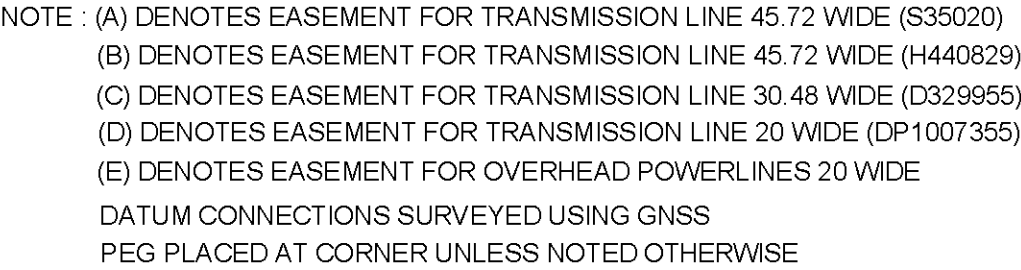 NOTE : (A) DENOTES EASEMENT FOR TRANSMISSION LINE 45.72 WIDE (S35020)
(B) DENOTES EASEMENT FOR TRANSMISSION LINE 45.72 WIDE (H440829)
(C) DENOTES EASEMENT FOR TRANSMISSION LINE 30.48 WIDE (D329955)
(D) DENOTES EASEMENT FOR TRANSMISSION LINE 20 WIDE (DP1007355)
(E) DENOTES EASEMENT FOR OVERHEAD POWERLINES 20 WIDE
DATUM CONNECTIONS SURVEYED USING GNSS
PEG PLACED AT CORNER UNLESS NOTED OTHERWISE